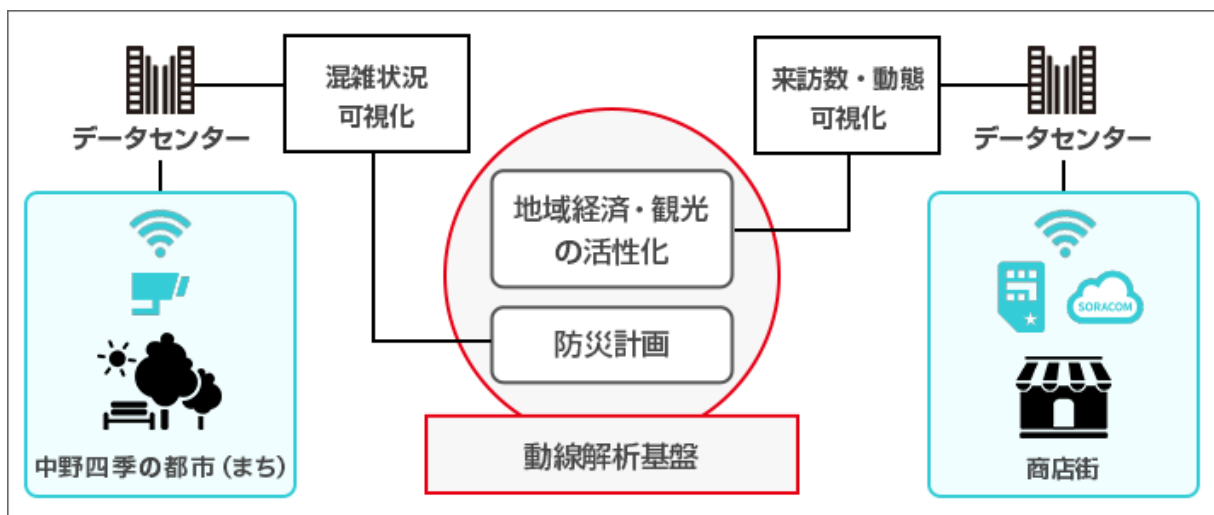 データセンター
混雑状況
可視化
中野四季の都市(まち)
地域経済・観光
の活性化
防災計画
動線解析基盤
来訪数・動態
可視化
データセンター
SORACOM
商店街